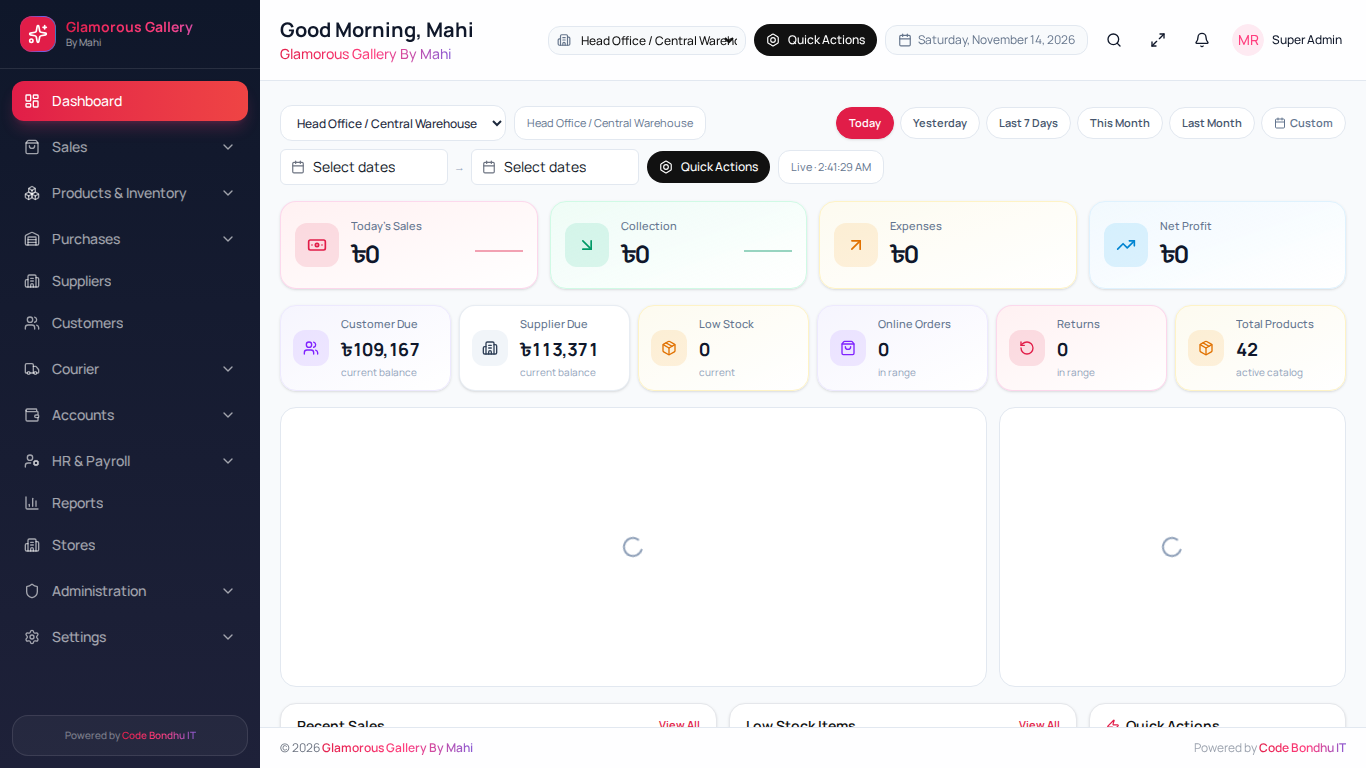 Glamorous Gallery
By Mahi
Dashboard
Sales
Products & Inventory
Purchases
Suppliers
Customers
Courier
Accounts
HR & Payroll
Reports
Stores
Administration
Settings
Powered by Code Bondhu IT
Good Morning, Mahi
Glamorous Gallery By Mahi
Head Office / Central Wareh
Quick Actions
Saturday, November 14, 2026
MR
Super Admin
Head Office / Central Warehouse
Head Office / Central Warehouse
Today
Yesterday
Last 7 Days
This Month
Last Month
Custom
Select dates
→
Select dates
Quick Actions
Live · 2:41:29 AM
Today's Sales
৳0
Collection
৳0
Expenses
৳0
Net Profit
৳0
Customer Due
৳109,167
current balance
Supplier Due
৳113,371
current balance
Low Stock
0
current
Online Orders
0
in range
Returns
0
in range
Total Products
42
active catalog
Recent Sales
View All
Low Stock Items
View All
Quick Actions
© 2026 Glamorous Gallery By Mahi
Powered by Code Bondhu IT